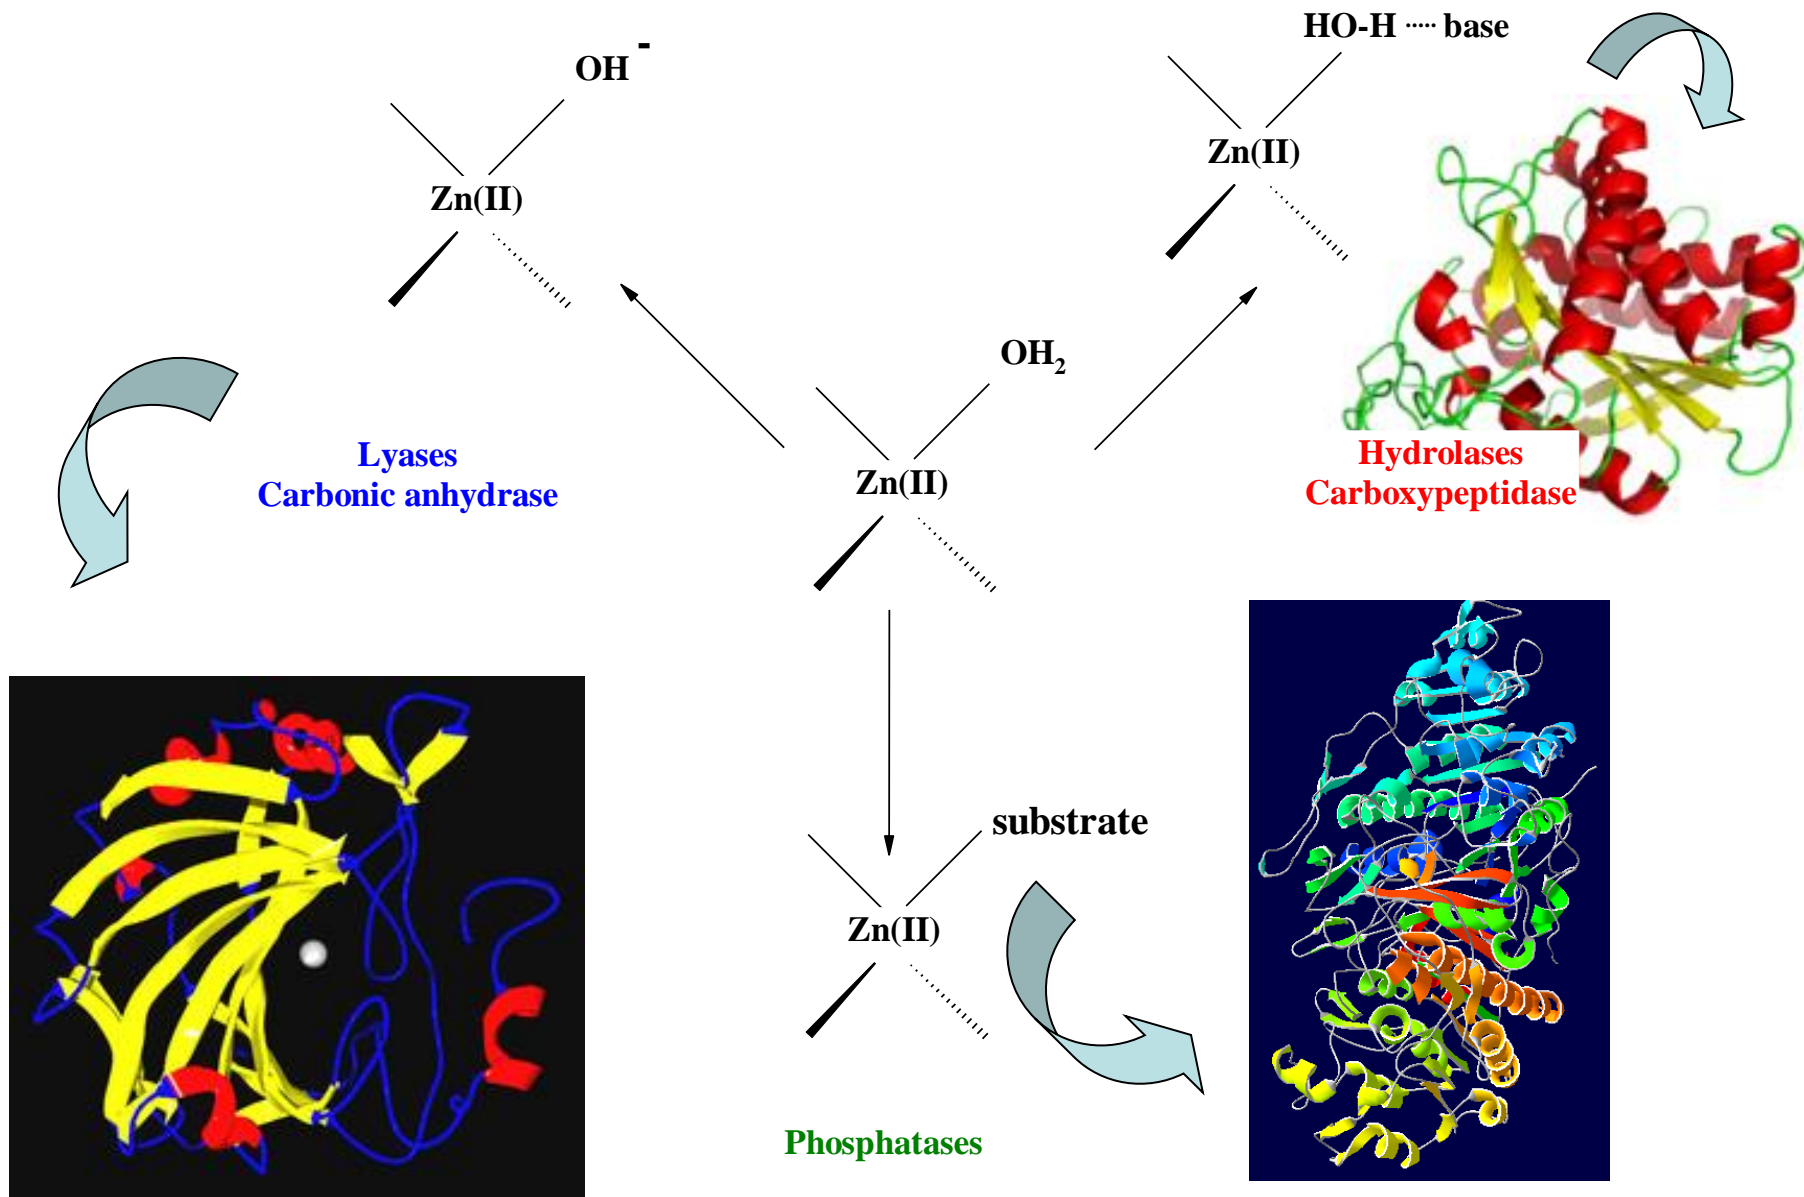 HO-H ····· base
OH -
Zn(II)
Zn(II)
OH₂
Lyases
Carbonic anhydrase
Zn(II)
Hydrolases
Carboxypeptidase
substrate
Zn(II)
Phosphatases